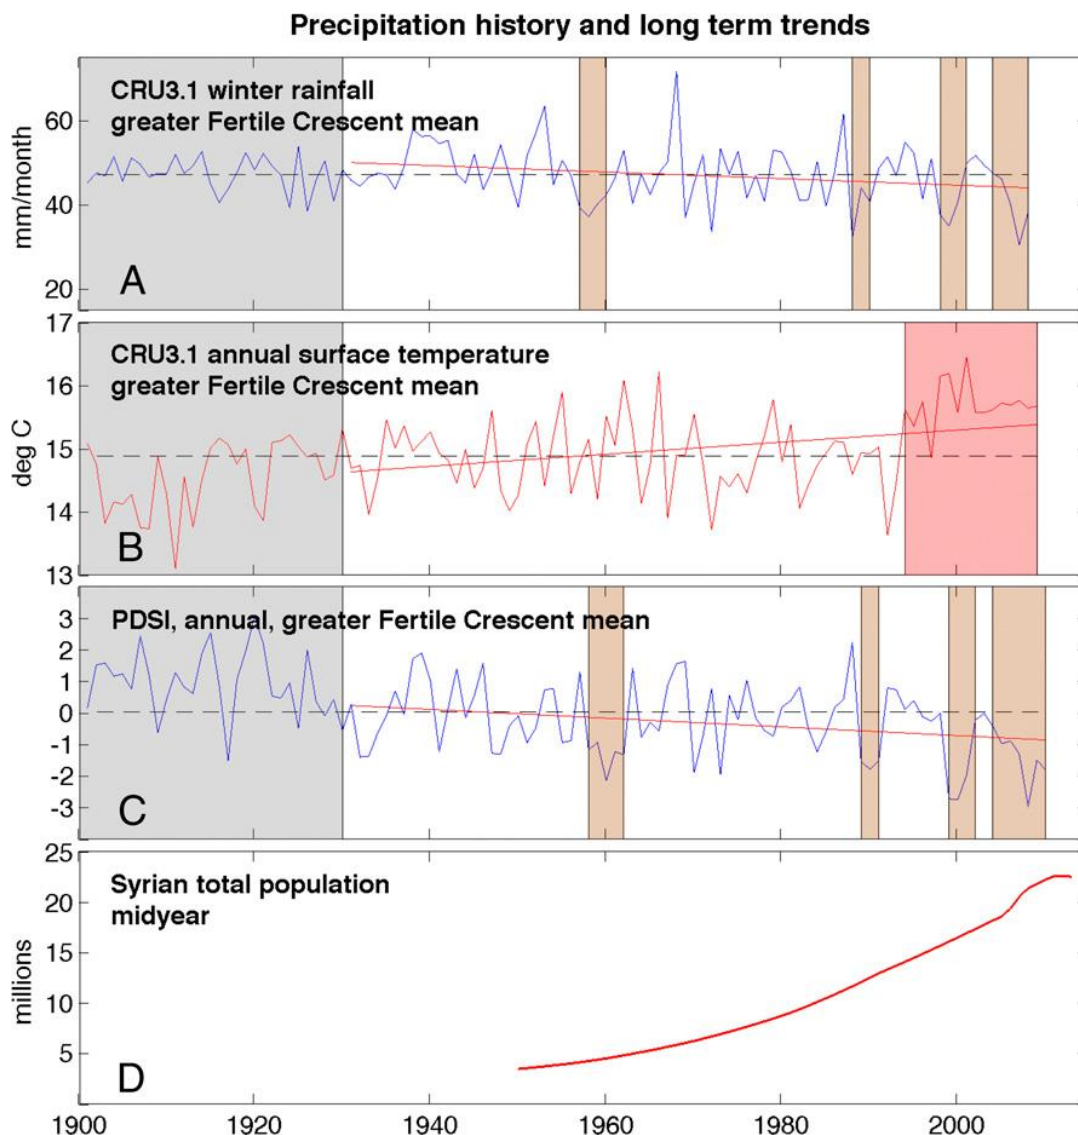 Precipitation history and long term trends
CRU3.1 winter rainfall
greater Fertile Crescent mean
60
40
20
mm/month
A
17
CRU3.1 annual surface temperature
greater Fertile Crescent mean
16
15
14
13
deg C
B
PDSI, annual, greater Fertile Crescent mean
3
2
1
0
-1
-2
-3
C
25
Syrian total population
midyear
20
15
10
5
millions
D
1900 1920 1940 1960 1980 2000